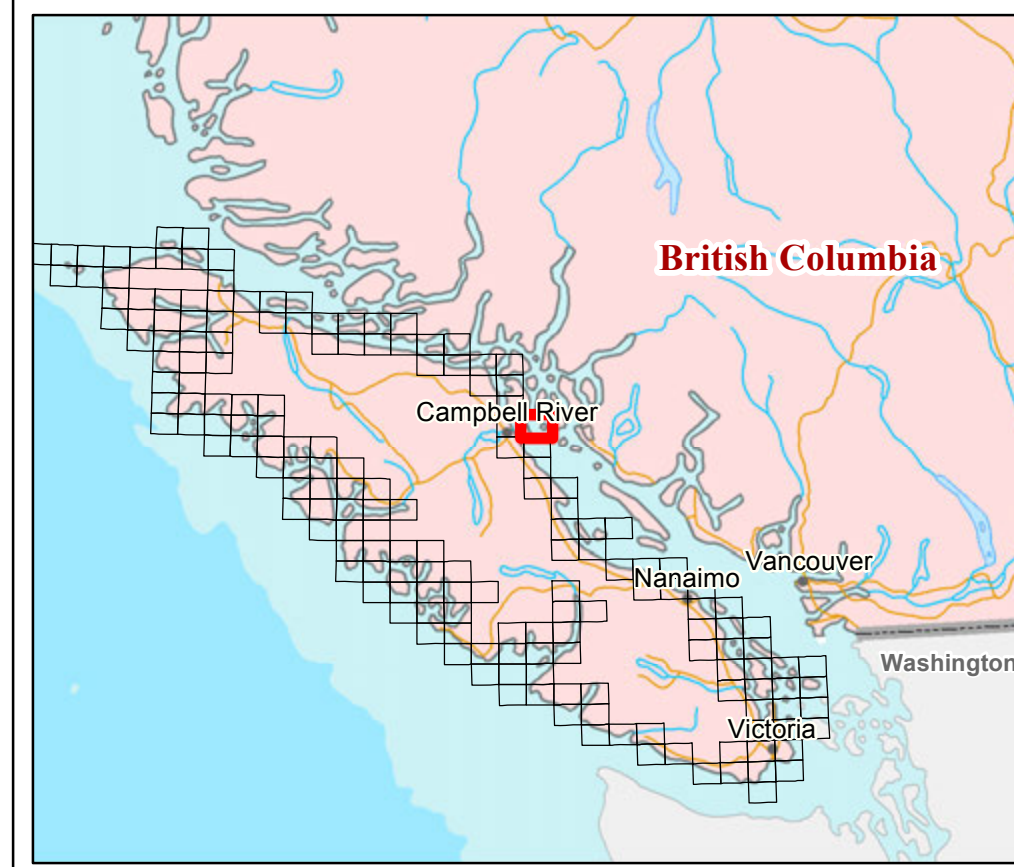 British Columbia
Campbell River
Vancouver
Nanaimo
Washington
Victoria